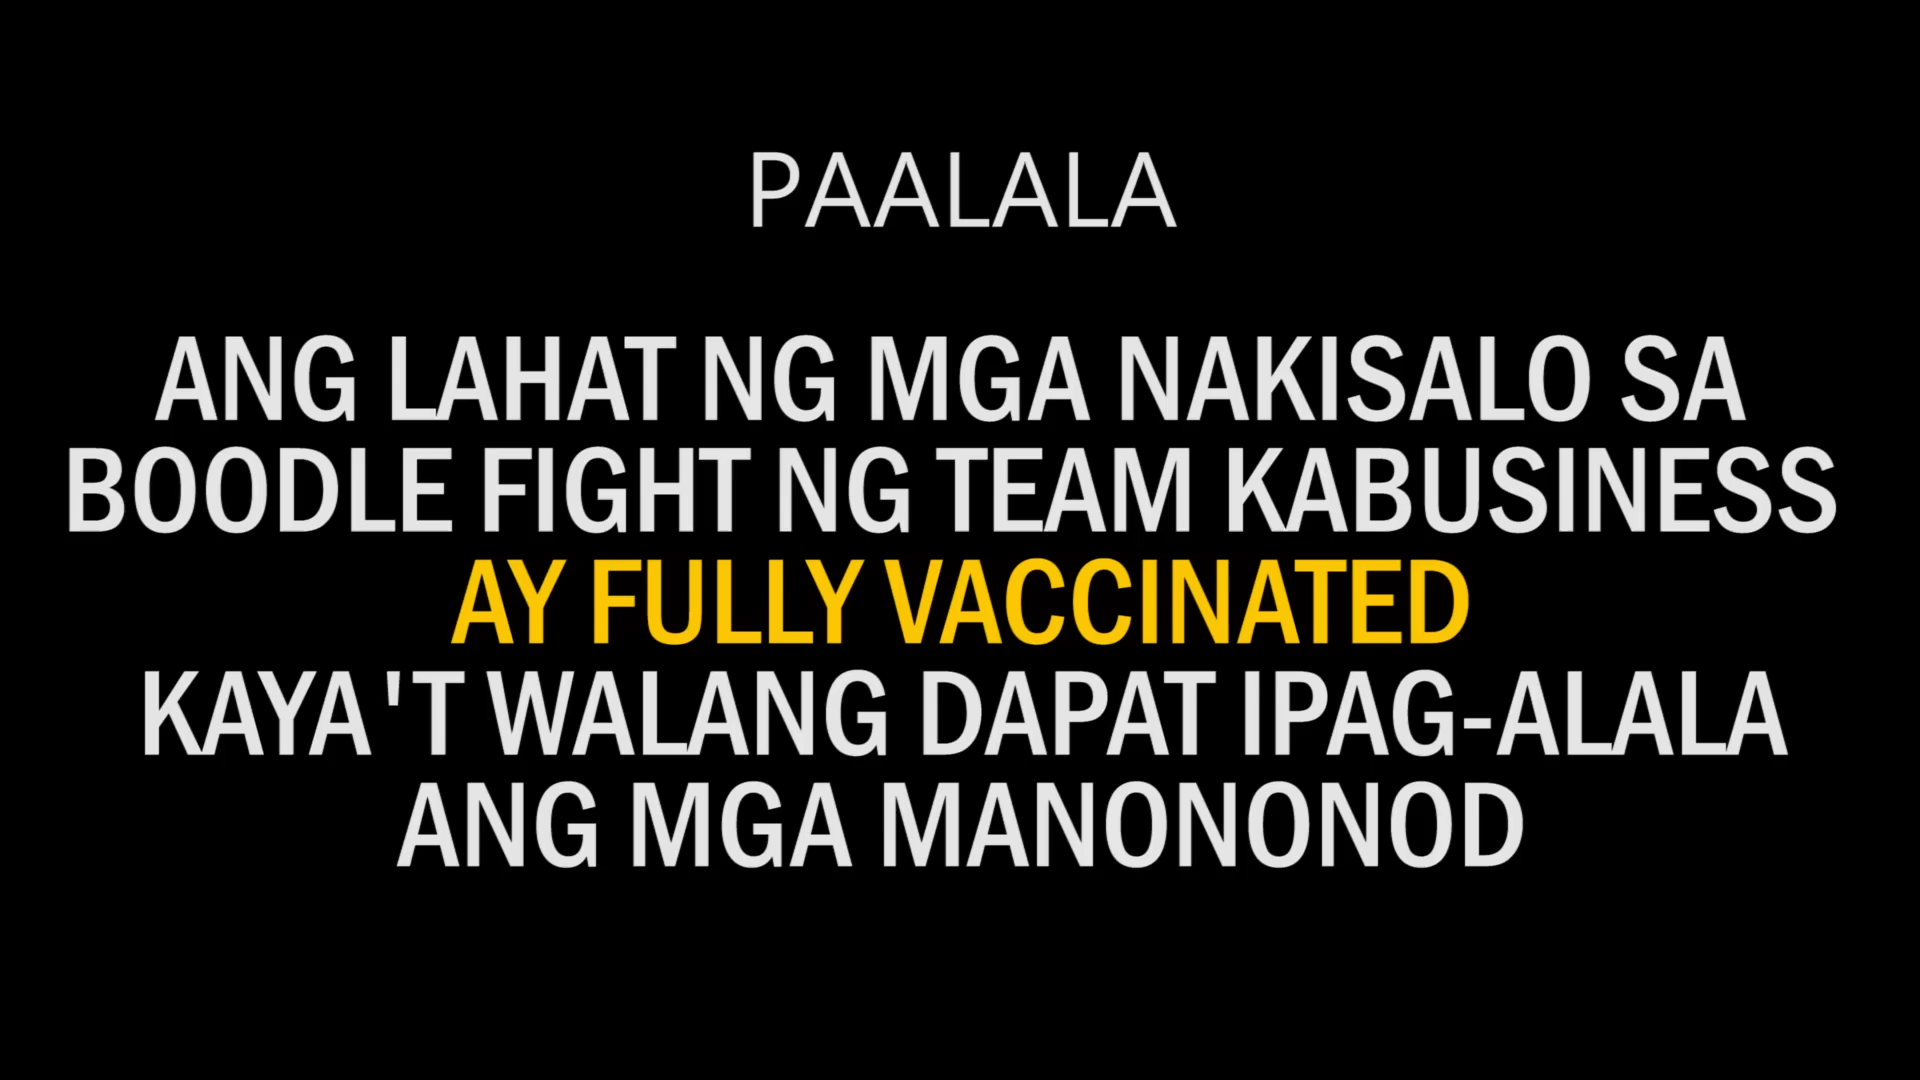 PAALALA
ANG LAHAT NG MGA NAKISALO SA
BOODLE FIGHT NG TEAM KABUSINESS
AY FULLY VACCINATED
KAYA'T WALANG DAPAT IPAG-ALALA
ANG MGA MANONONOD